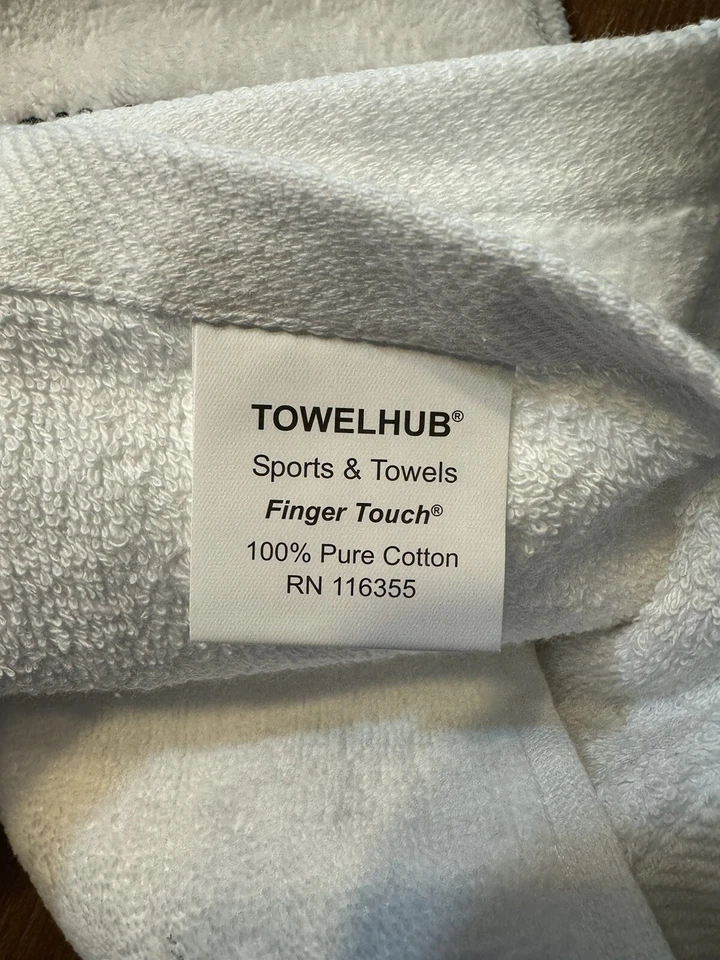 TOWELHUB®
Sports & Towels
Finger Touch®
100% Pure Cotton
RN 116355